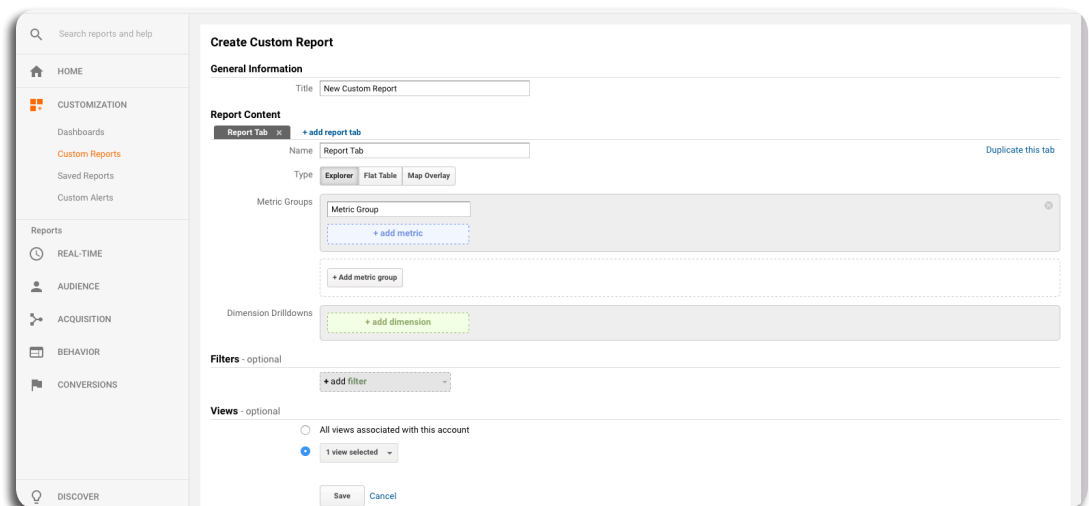 Search reports and help
HOME
CUSTOMIZATION
Dashboards
Custom Reports
Saved Reports
Custom Alerts
Reports
REAL-TIME
AUDIENCE
ACQUISITION
BEHAVIOR
CONVERSIONS
DISCOVER
Create Custom Report
General Information
Title New Custom Report
Report Content
Report Tab × + add report tab
Name Report Tab Duplicate this tab
Type Explorer Flat Table Map Overlay
Metric Groups
Metric Group
+ add metric
+ Add metric group
Dimension Drilldowns
+ add dimension
Filters - optional
+ add filter
Views - optional
All views associated with this account
1 view selected
Save Cancel